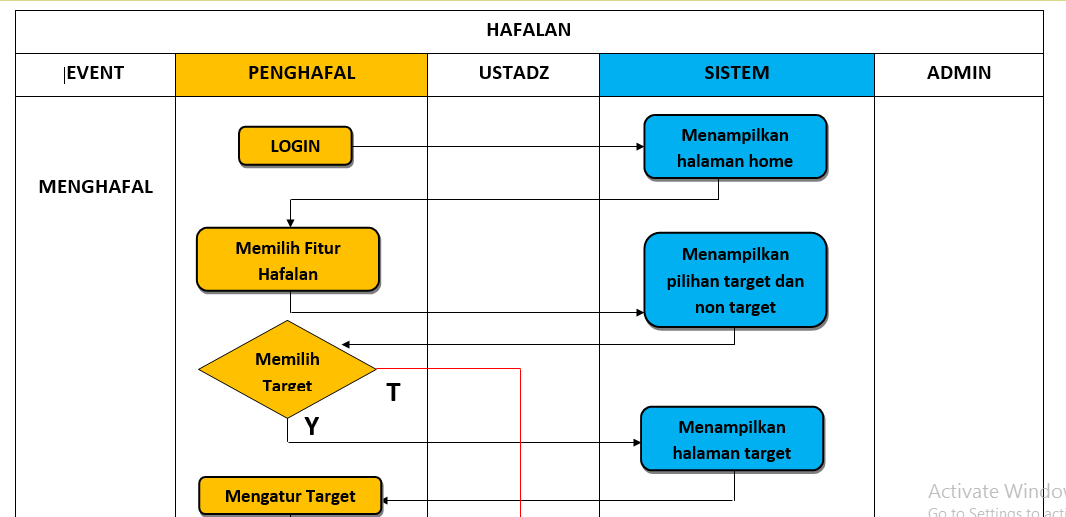 HAFALAN
EVENT PENGHAFAL USTADZ SISTEM ADMIN
MENGHAFAL
LOGIN
Menampilkan
halaman home
Memilih Fitur
Hafalan
Menampilkan
pilihan target dan
non target
Memilih
Target
T
Y
Menampilkan
halaman target
Mengatur Target
Activate Windo
Go to Settings to acti